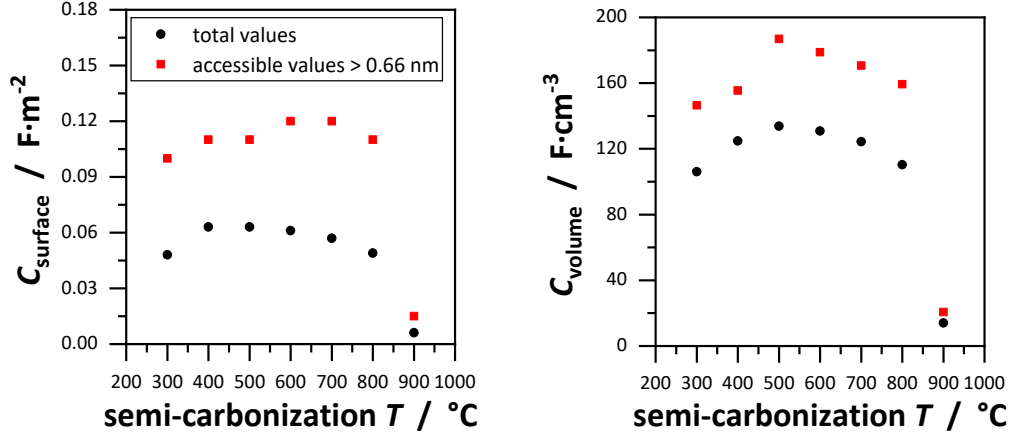 0.18
0.15
0.12
0.09
0.06
0.03
0.00
C_surface / F·m⁻²
total values
accessible values > 0.66 nm
200 300 400 500 600 700 800 900 1000
semi-carbonization T / °C
200
160
120
80
40
0
C_volume / F·cm⁻³
200 300 400 500 600 700 800 900 1000
semi-carbonization T / °C